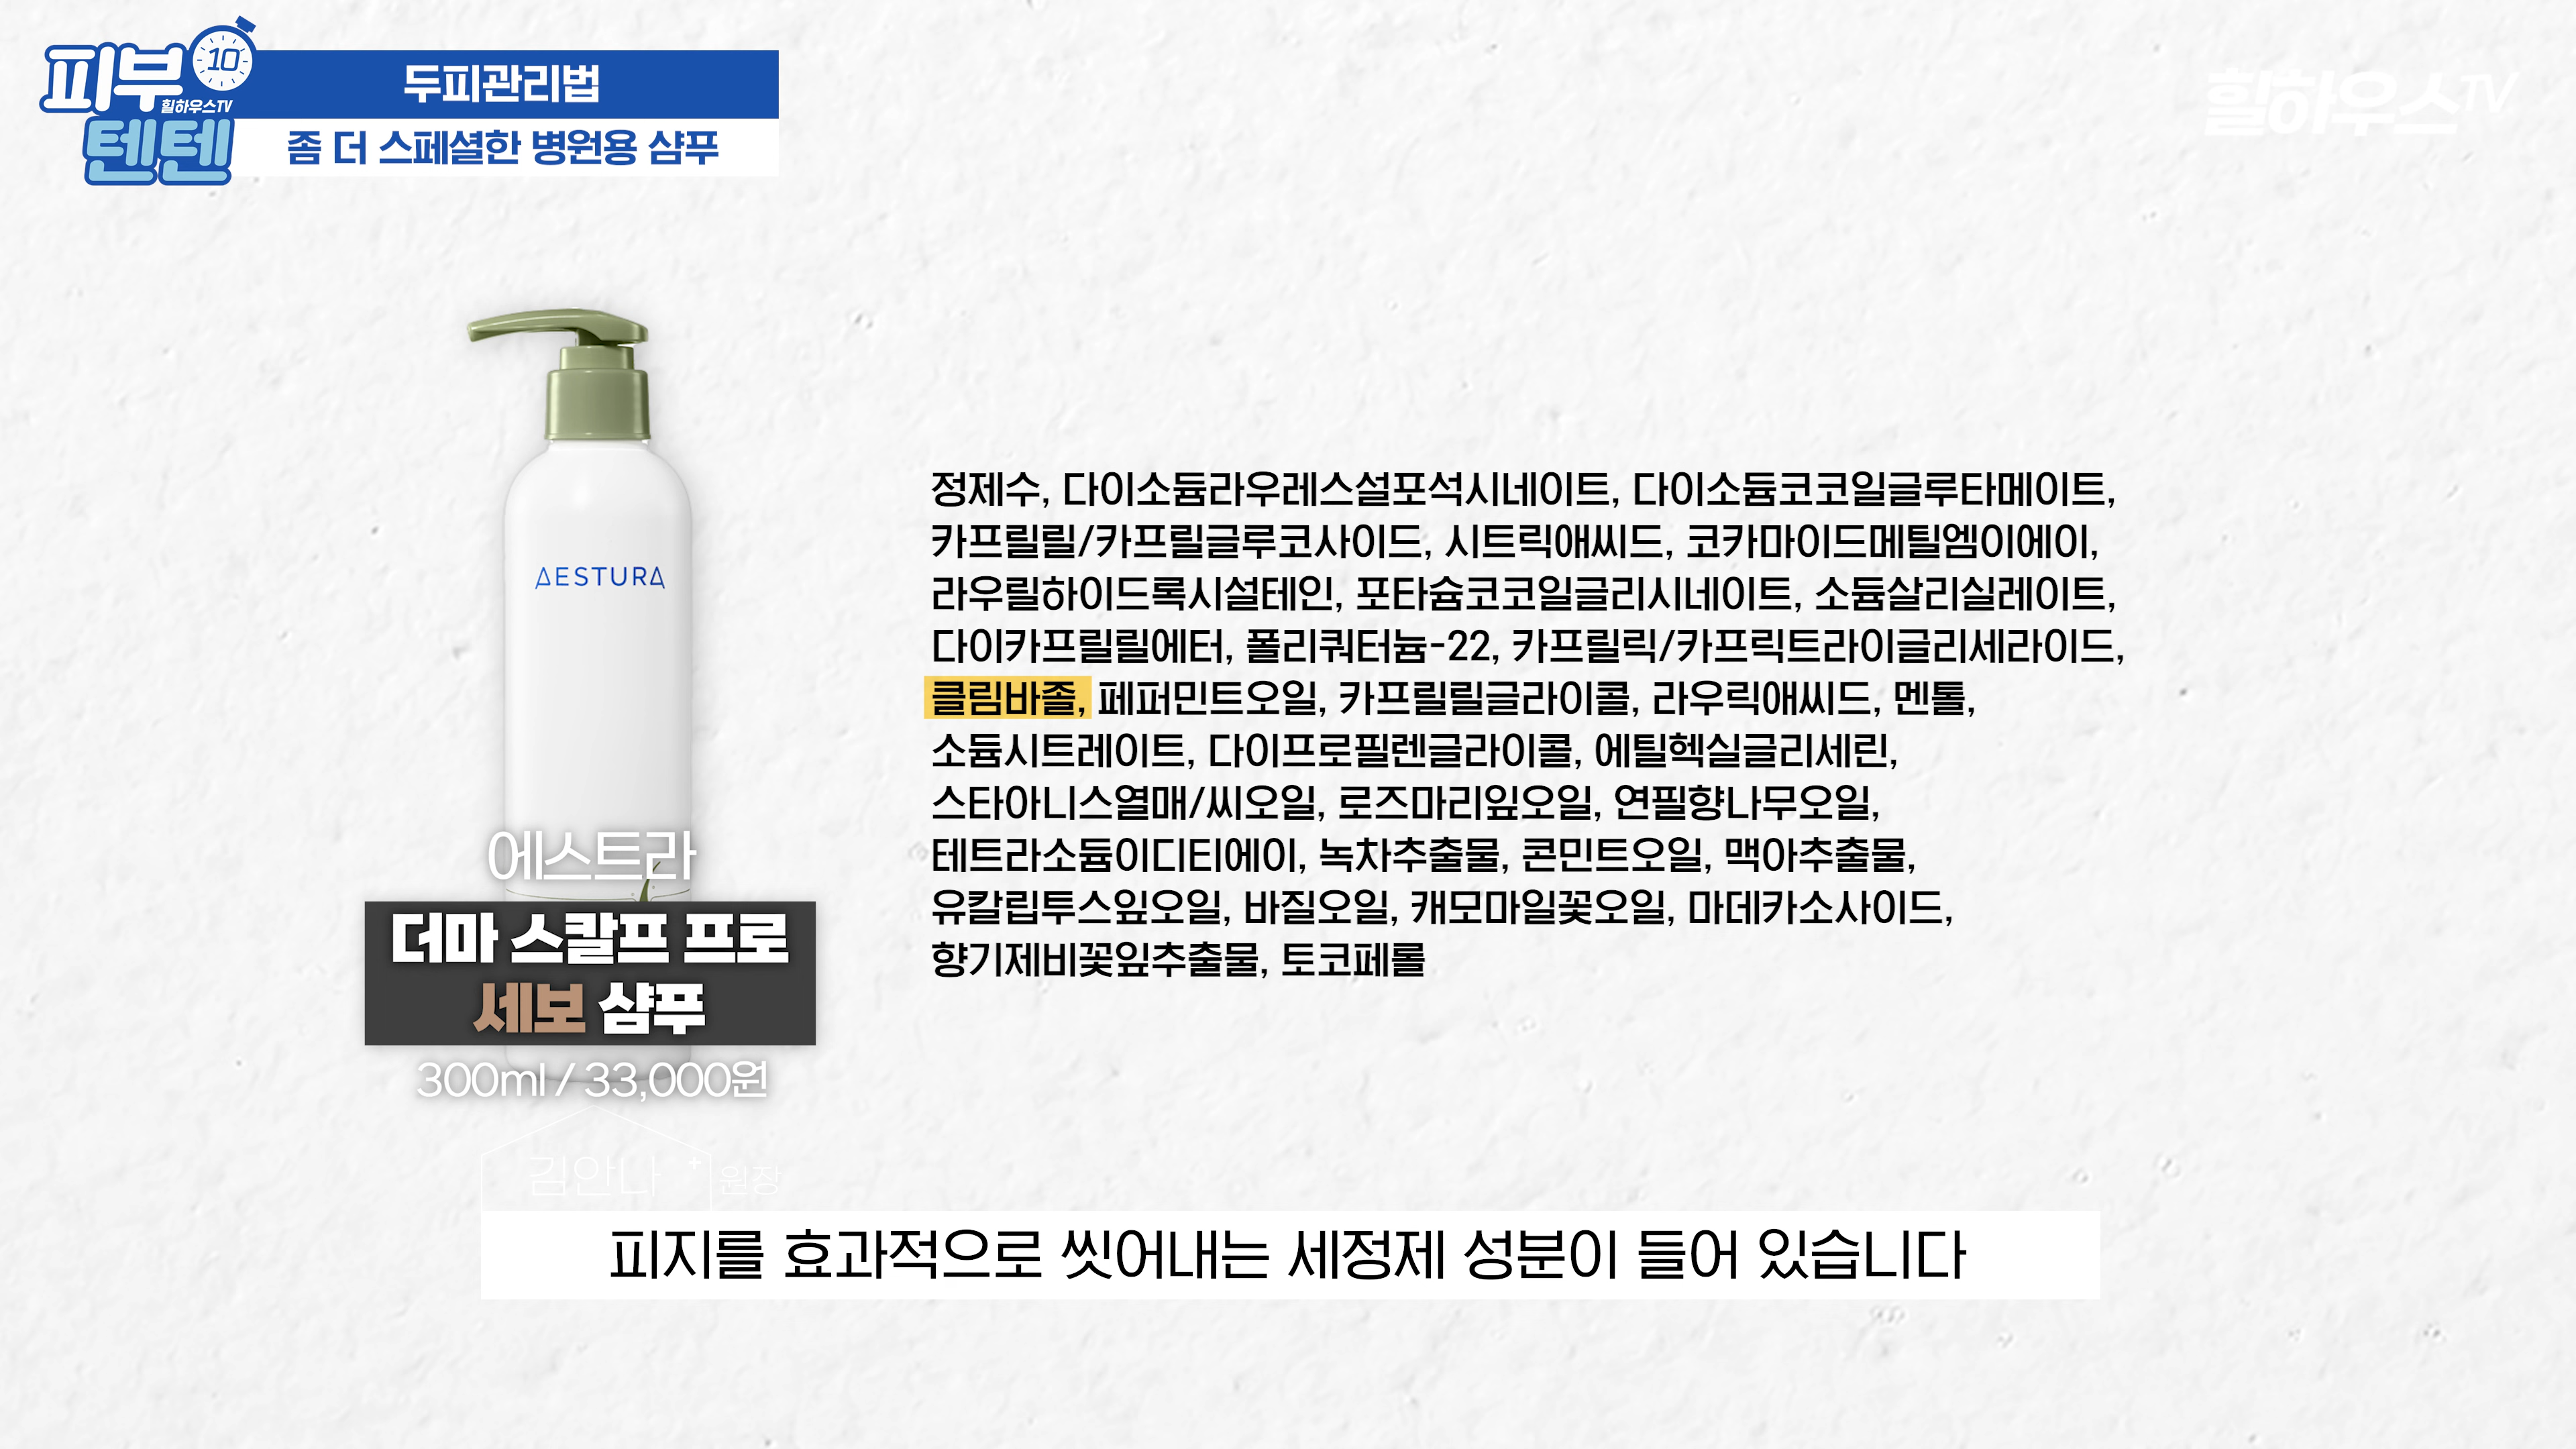 피부
10
휠하우스TV
텐텐
두피관리법
좀 더 스페셜한 병원용 샴푸
힐하우스TV
AESTURA
에스트라
더마 스칼프 프로
세보 샴푸
300ml / 33,000원
정제수, 다이소듐라우레스설포석시네이트, 다이소듐코코일글루타메이트,
카프릴릴/카프릴글루코사이드, 시트릭애씨드, 코카마이드메틸엠이에이,
라우릴하이드록시설테인, 포타슘코코일글리시네이트, 소듐살리실레이트,
다이카프릴릴에터, 폴리쿼터늄-22, 카프릴릭/카프릭트라이글리세라이드,
클림바졸, 페퍼민트오일, 카프릴릴글라이콜, 라우릭애씨드, 멘톨,
소듐시트레이트, 다이프로필렌글라이콜, 에틸헥실글리세린,
스타아니스열매/씨오일, 로즈마리잎오일, 연필향나무오일,
테트라소듐이디티에이, 녹차추출물, 콘민트오일, 맥아추출물,
유칼립투스잎오일, 바질오일, 캐모마일꽃오일, 마데카소사이드,
향기제비꽃잎추출물, 토코페롤
김안나 원장
피지를 효과적으로 씻어내는 세정제 성분이 들어 있습니다